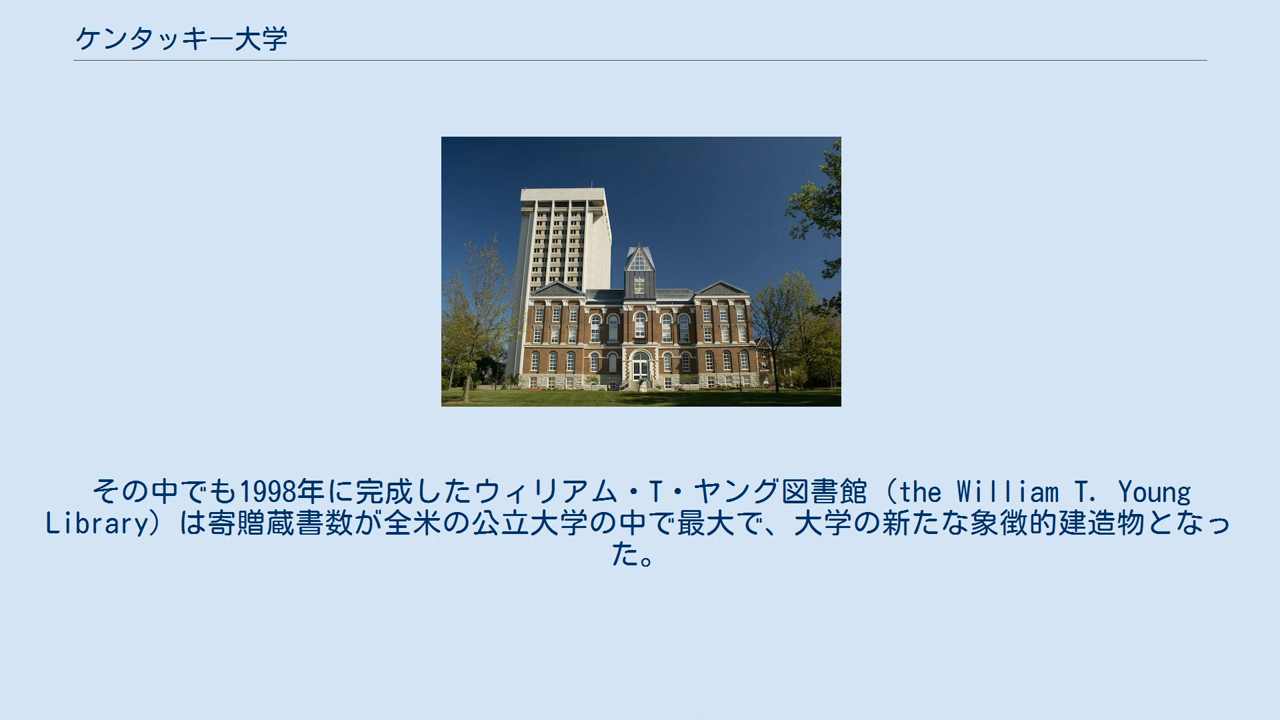 ケンタッキー大学
その中でも1998年に完成したウィリアム・T・ヤング図書館（the William T. Young
Library）は寄贈蔵書数が全米の公立大学の中で最大で、大学の新たな象徴的建造物となっ
た。